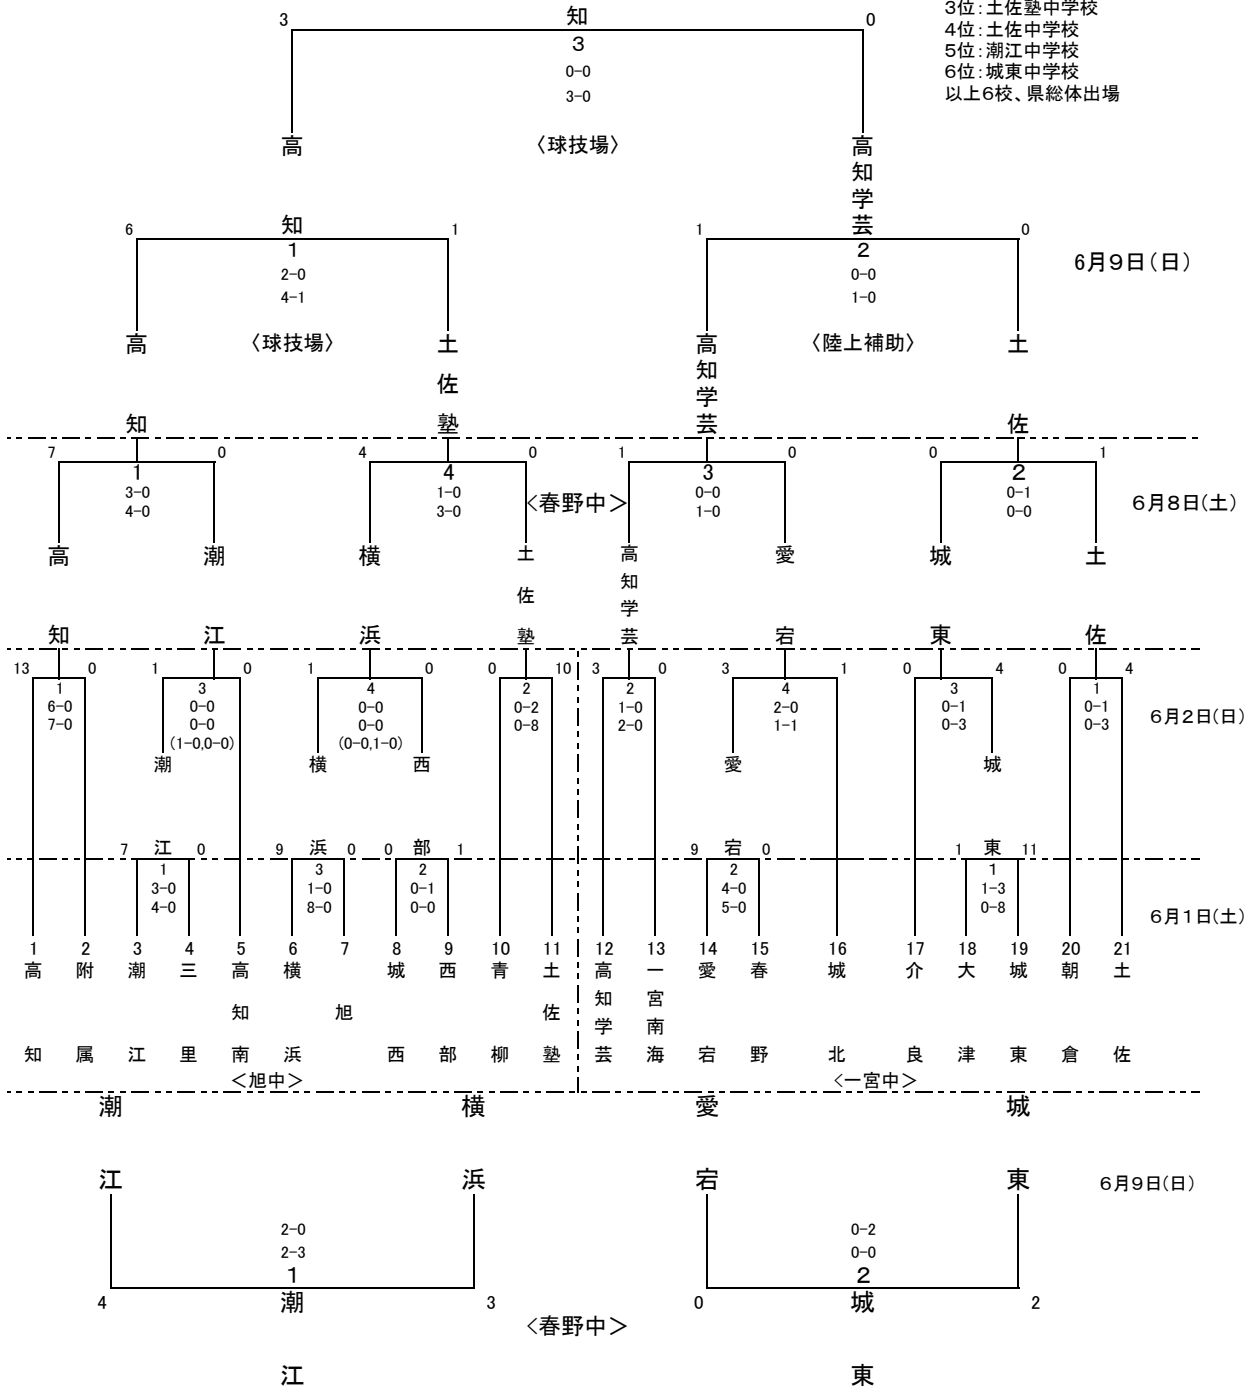 3 知 0
3位：土佐塾中学校
4位：土佐中学校
5位：潮江中学校
6位：城東中学校
以上6校、県総体出場
3
0-0
3-0
高 〈球技場〉 高知学芸
6 知 1 1 0
1 2
2-0 0-0
4-1 1-0
6月9日(日)
高 〈球技場〉 土佐塾 高知学芸 〈陸上補助〉 土
知 佐
7 0 4 0 1 0 0 1
1 4 3 2
3-0 1-0 0-0 0-1
4-0 3-0 1-0 0-0
＜春野中＞
6月8日(土)
高 潮 横 土佐塾 高知学芸 愛 城 土
知 江 浜 宕 東 佐
13 0 1 0 1 0 0 10 3 0 3 1 0 4 0 4
1 3 4 2 2 4 3 1
6-0 0-0 0-0 0-2 1-0 2-0 0-1 0-1
7-0 0-0 0-0 0-8 2-0 1-1 0-3 0-3
(1-0,0-0) (0-0,1-0)
6月2日(日)
潮 横 西 愛 城
7 江 0 9 浜 0 0 部 1 9 宕 0 1 東 11
1 3 2 2 1
3-0 1-0 0-1 4-0 1-3
4-0 8-0 0-0 5-0 0-8
6月1日(土)
1 2 3 4 5 6 7 8 9 10 11 12 13 14 15 16 17 18 19 20 21
高知 附属 潮江 三里 高知南 横浜 旭 城西 西部 青柳 土佐塾 高知学芸 一宮南海 愛宕 春野 城北 介良 大津 城東 朝倉 土佐
＜旭中＞ ＜一宮中＞
潮江 横浜 愛宕 城東
6月9日(日)
2-0 0-2
2-3 0-0
1 2
4 潮江 3 0 城東 2
＜春野中＞